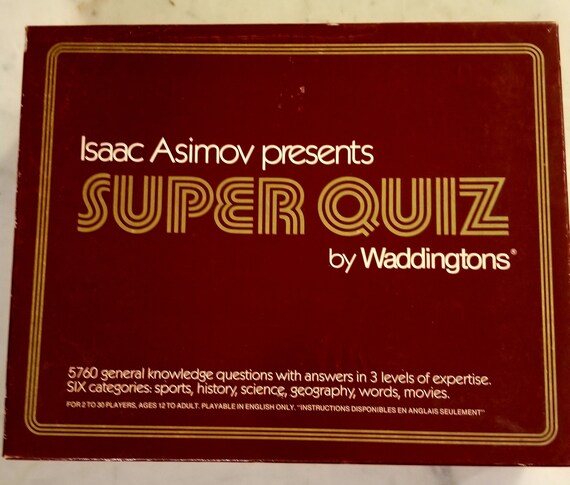 Isaac Asimov presents
SUPER QUIZ
by Waddingtons®
5760 general knowledge questions with answers in 3 levels of expertise.
SIX categories: sports, history, science, geography, words, movies.
FOR 2 TO 30 PLAYERS, AGES 12 TO ADULT. PLAYABLE IN ENGLISH ONLY. "INSTRUCTIONS DISPONIBLES EN ANGLAIS SEULEMENT"